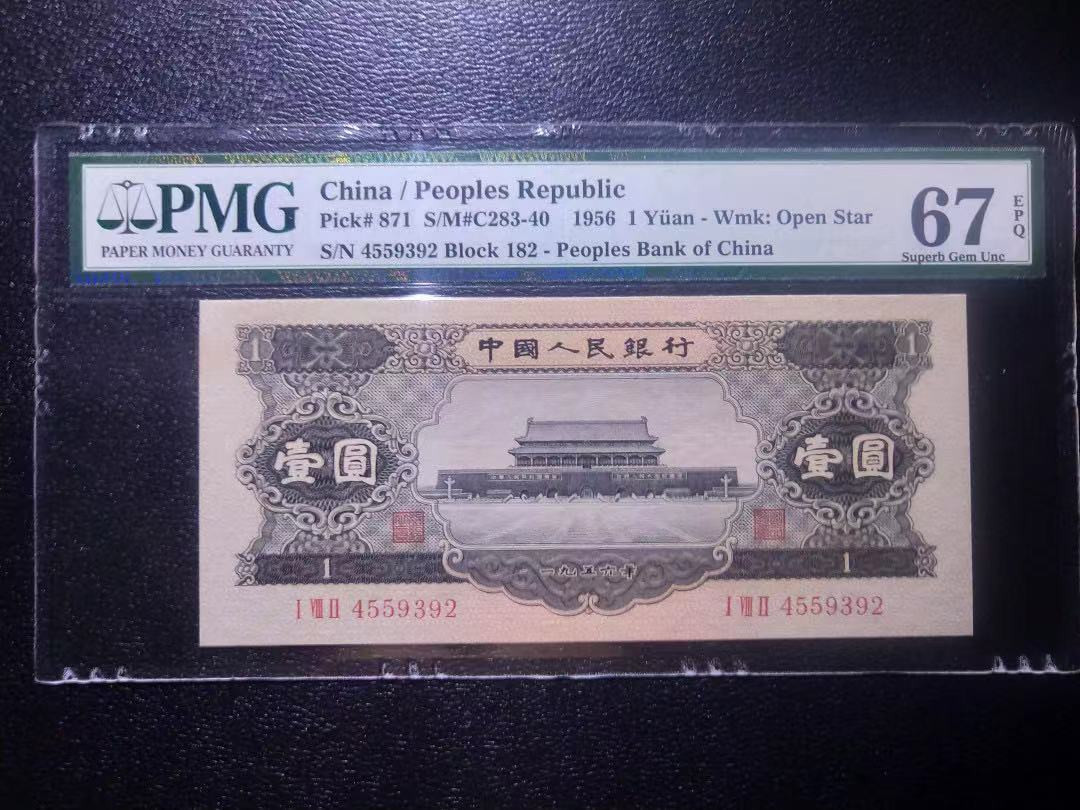 PMG
PAPER MONEY GUARANTY
China / Peoples Republic
Pick# 871 S/M#C283-40 1956 1 Yüan - Wmk: Open Star
S/N 4559392 Block 182 - Peoples Bank of China
67
EPQ
Superb Gem Unc
1 中國人民銀行 1
壹圓 壹圓
1 一九五六年 1
I VIII II 4559392 I VIII II 4559392